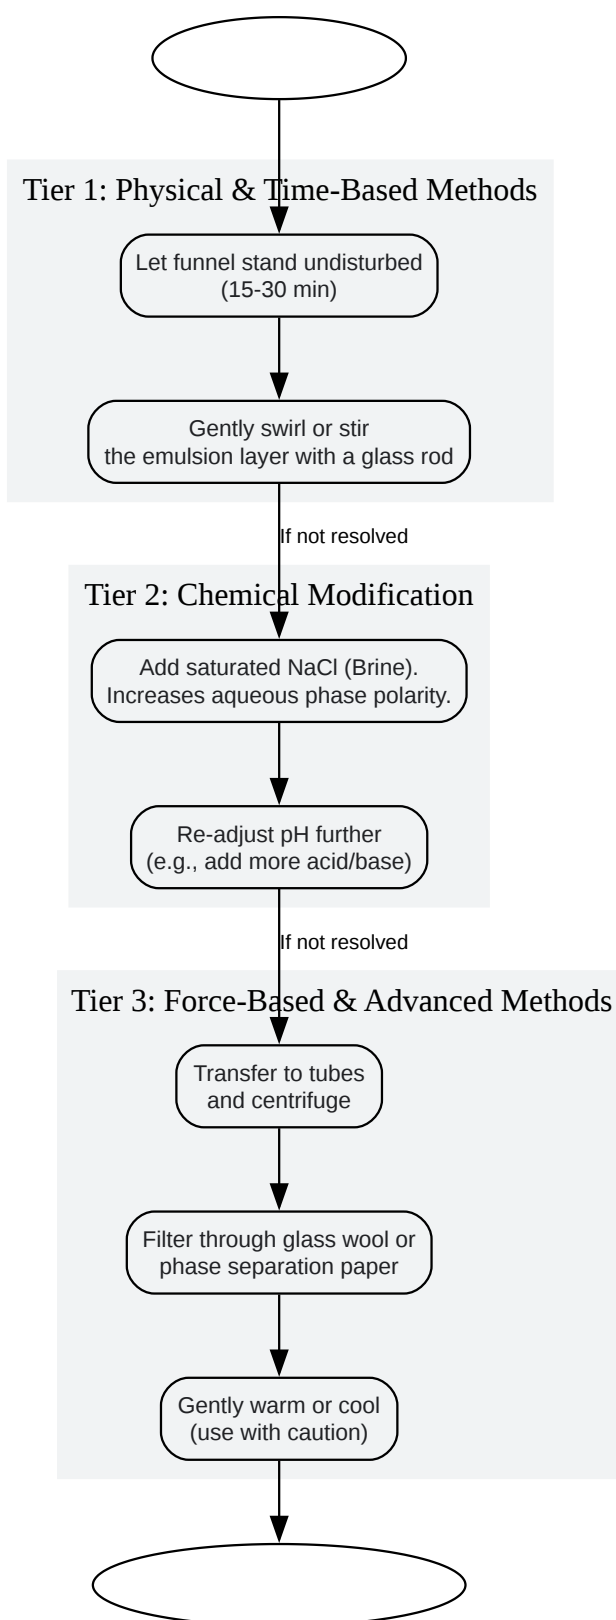 Tier 1: Physical & Time-Based Methods
Let funnel stand undisturbed
(15-30 min)
Gently swirl or stir
the emulsion layer with a glass rod
If not resolved
Tier 2: Chemical Modification
Add saturated NaCl (Brine).
Increases aqueous phase polarity.
Re-adjust pH further
(e.g., add more acid/base)
If not resolved
Tier 3: Force-Based & Advanced Methods
Transfer to tubes
and centrifuge
Filter through glass wool or
phase separation paper
Gently warm or cool
(use with caution)